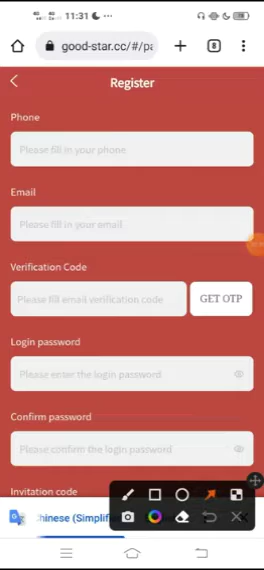 11:31
good-star.cc/#/pa
8
Register
Phone
Please fill in your phone
Email
Please fill in your email
Verification Code
Please fill email verification code
GET OTP
Login password
Please enter the login password
Confirm password
Please confirm the login password
Invitation code
hinese (Simplif